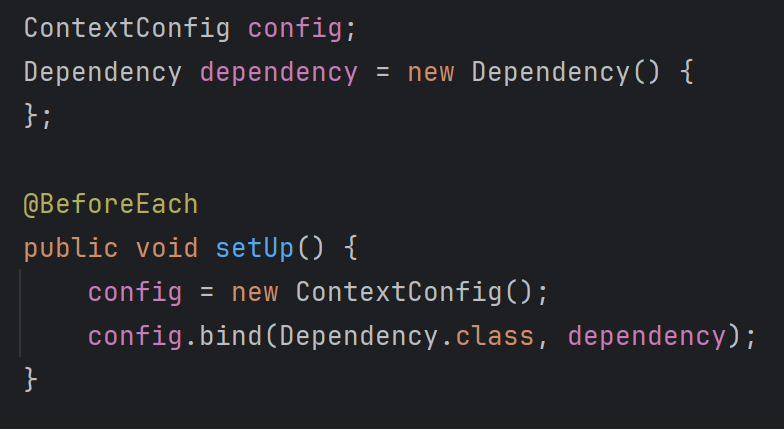 ContextConfig config;
Dependency dependency = new Dependency() {
};
@BeforeEach
public void setUp() {
config = new ContextConfig();
config.bind(Dependency.class, dependency);
}